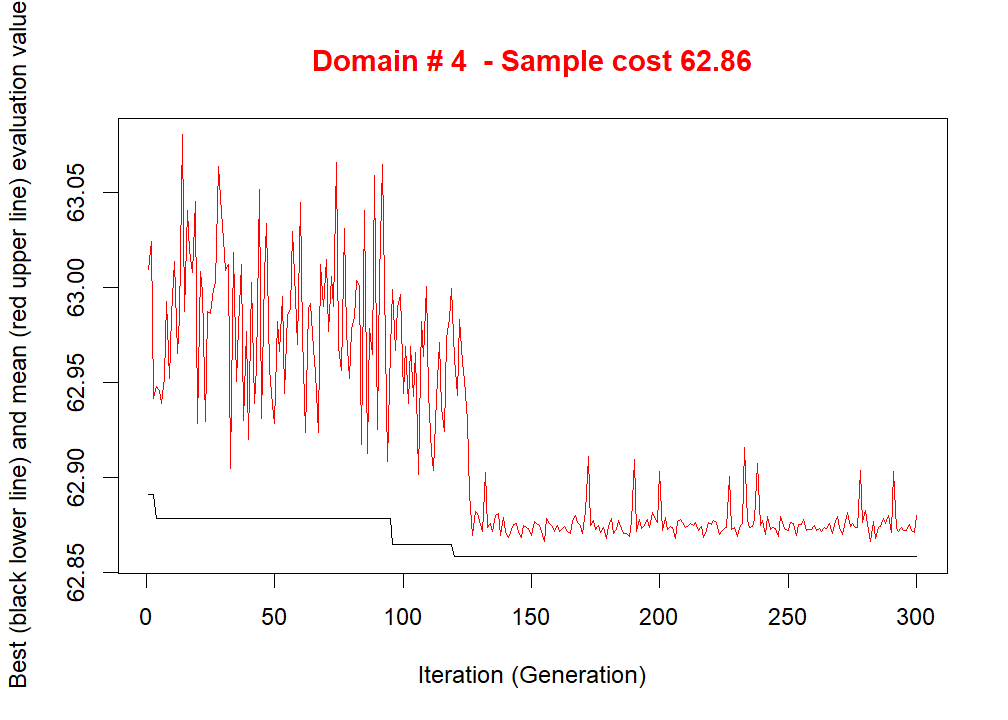 Domain # 4  - Sample cost 62.86
Best (black lower line) and mean (red upper line) evaluation value
63.05
63.00
62.95
62.90
62.85
0 50 100 150 200 250 300
Iteration (Generation)